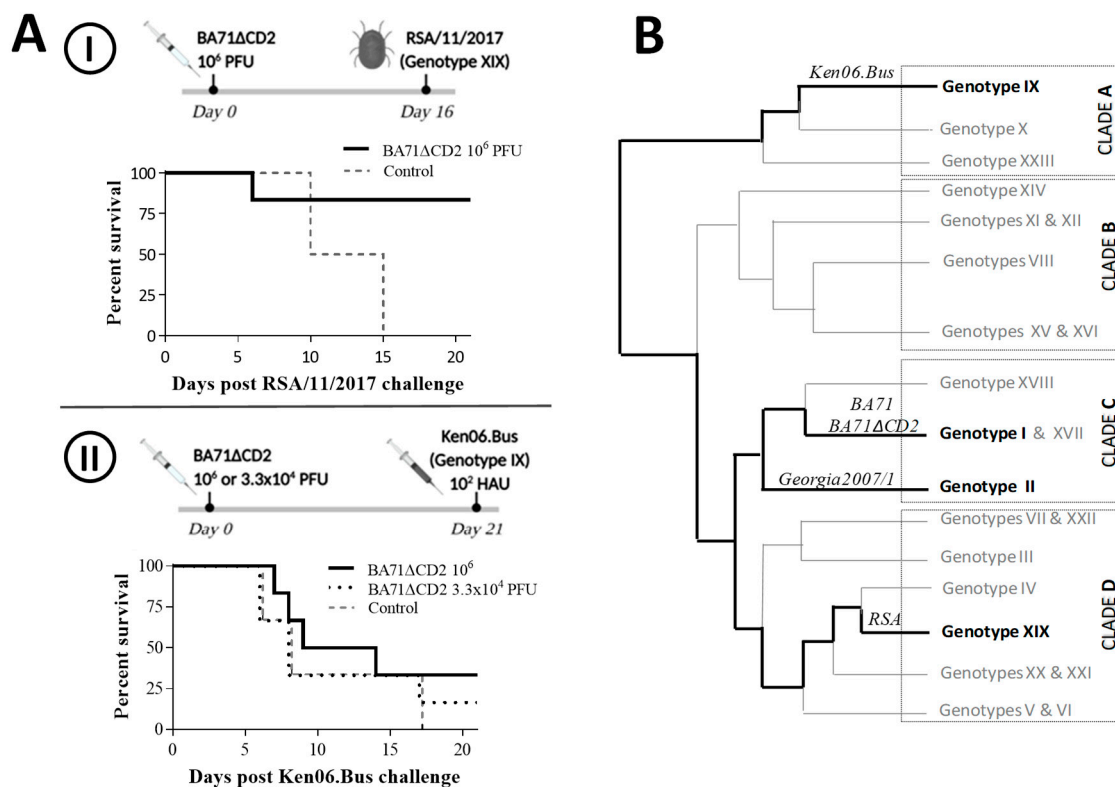 A
I
BA71ΔCD2
10⁶ PFU
RSA/11/2017
(Genotype XIX)
Day 0
Day 16
BA71ΔCD2 10⁶ PFU
Control
Percent survival
100
75
50
25
0
0 5 10 15 20
Days post RSA/11/2017 challenge
II
BA71ΔCD2
10⁶ or 3.3x10⁴ PFU
Ken06.Bus
(Genotype IX)
10² HAU
Day 0
Day 21
BA71ΔCD2 10⁶
BA71ΔCD2 3.3x10⁴ PFU
Control
Percent survival
100
75
50
25
0
0 5 10 15 20
Days post Ken06.Bus challenge
B
Ken06.Bus
Genotype IX
Genotype X
Genotype XXIII
CLADE A
Genotype XIV
Genotypes XI & XII
Genotypes VIII
Genotypes XV & XVI
CLADE B
Genotype XVIII
BA71
BA71ΔCD2
Genotype I & XVII
Georgia2007/1
Genotype II
CLADE C
Genotypes VII & XXII
Genotype III
Genotype IV
RSA
Genotype XIX
Genotypes XX & XXI
Genotypes V & VI
CLADE D